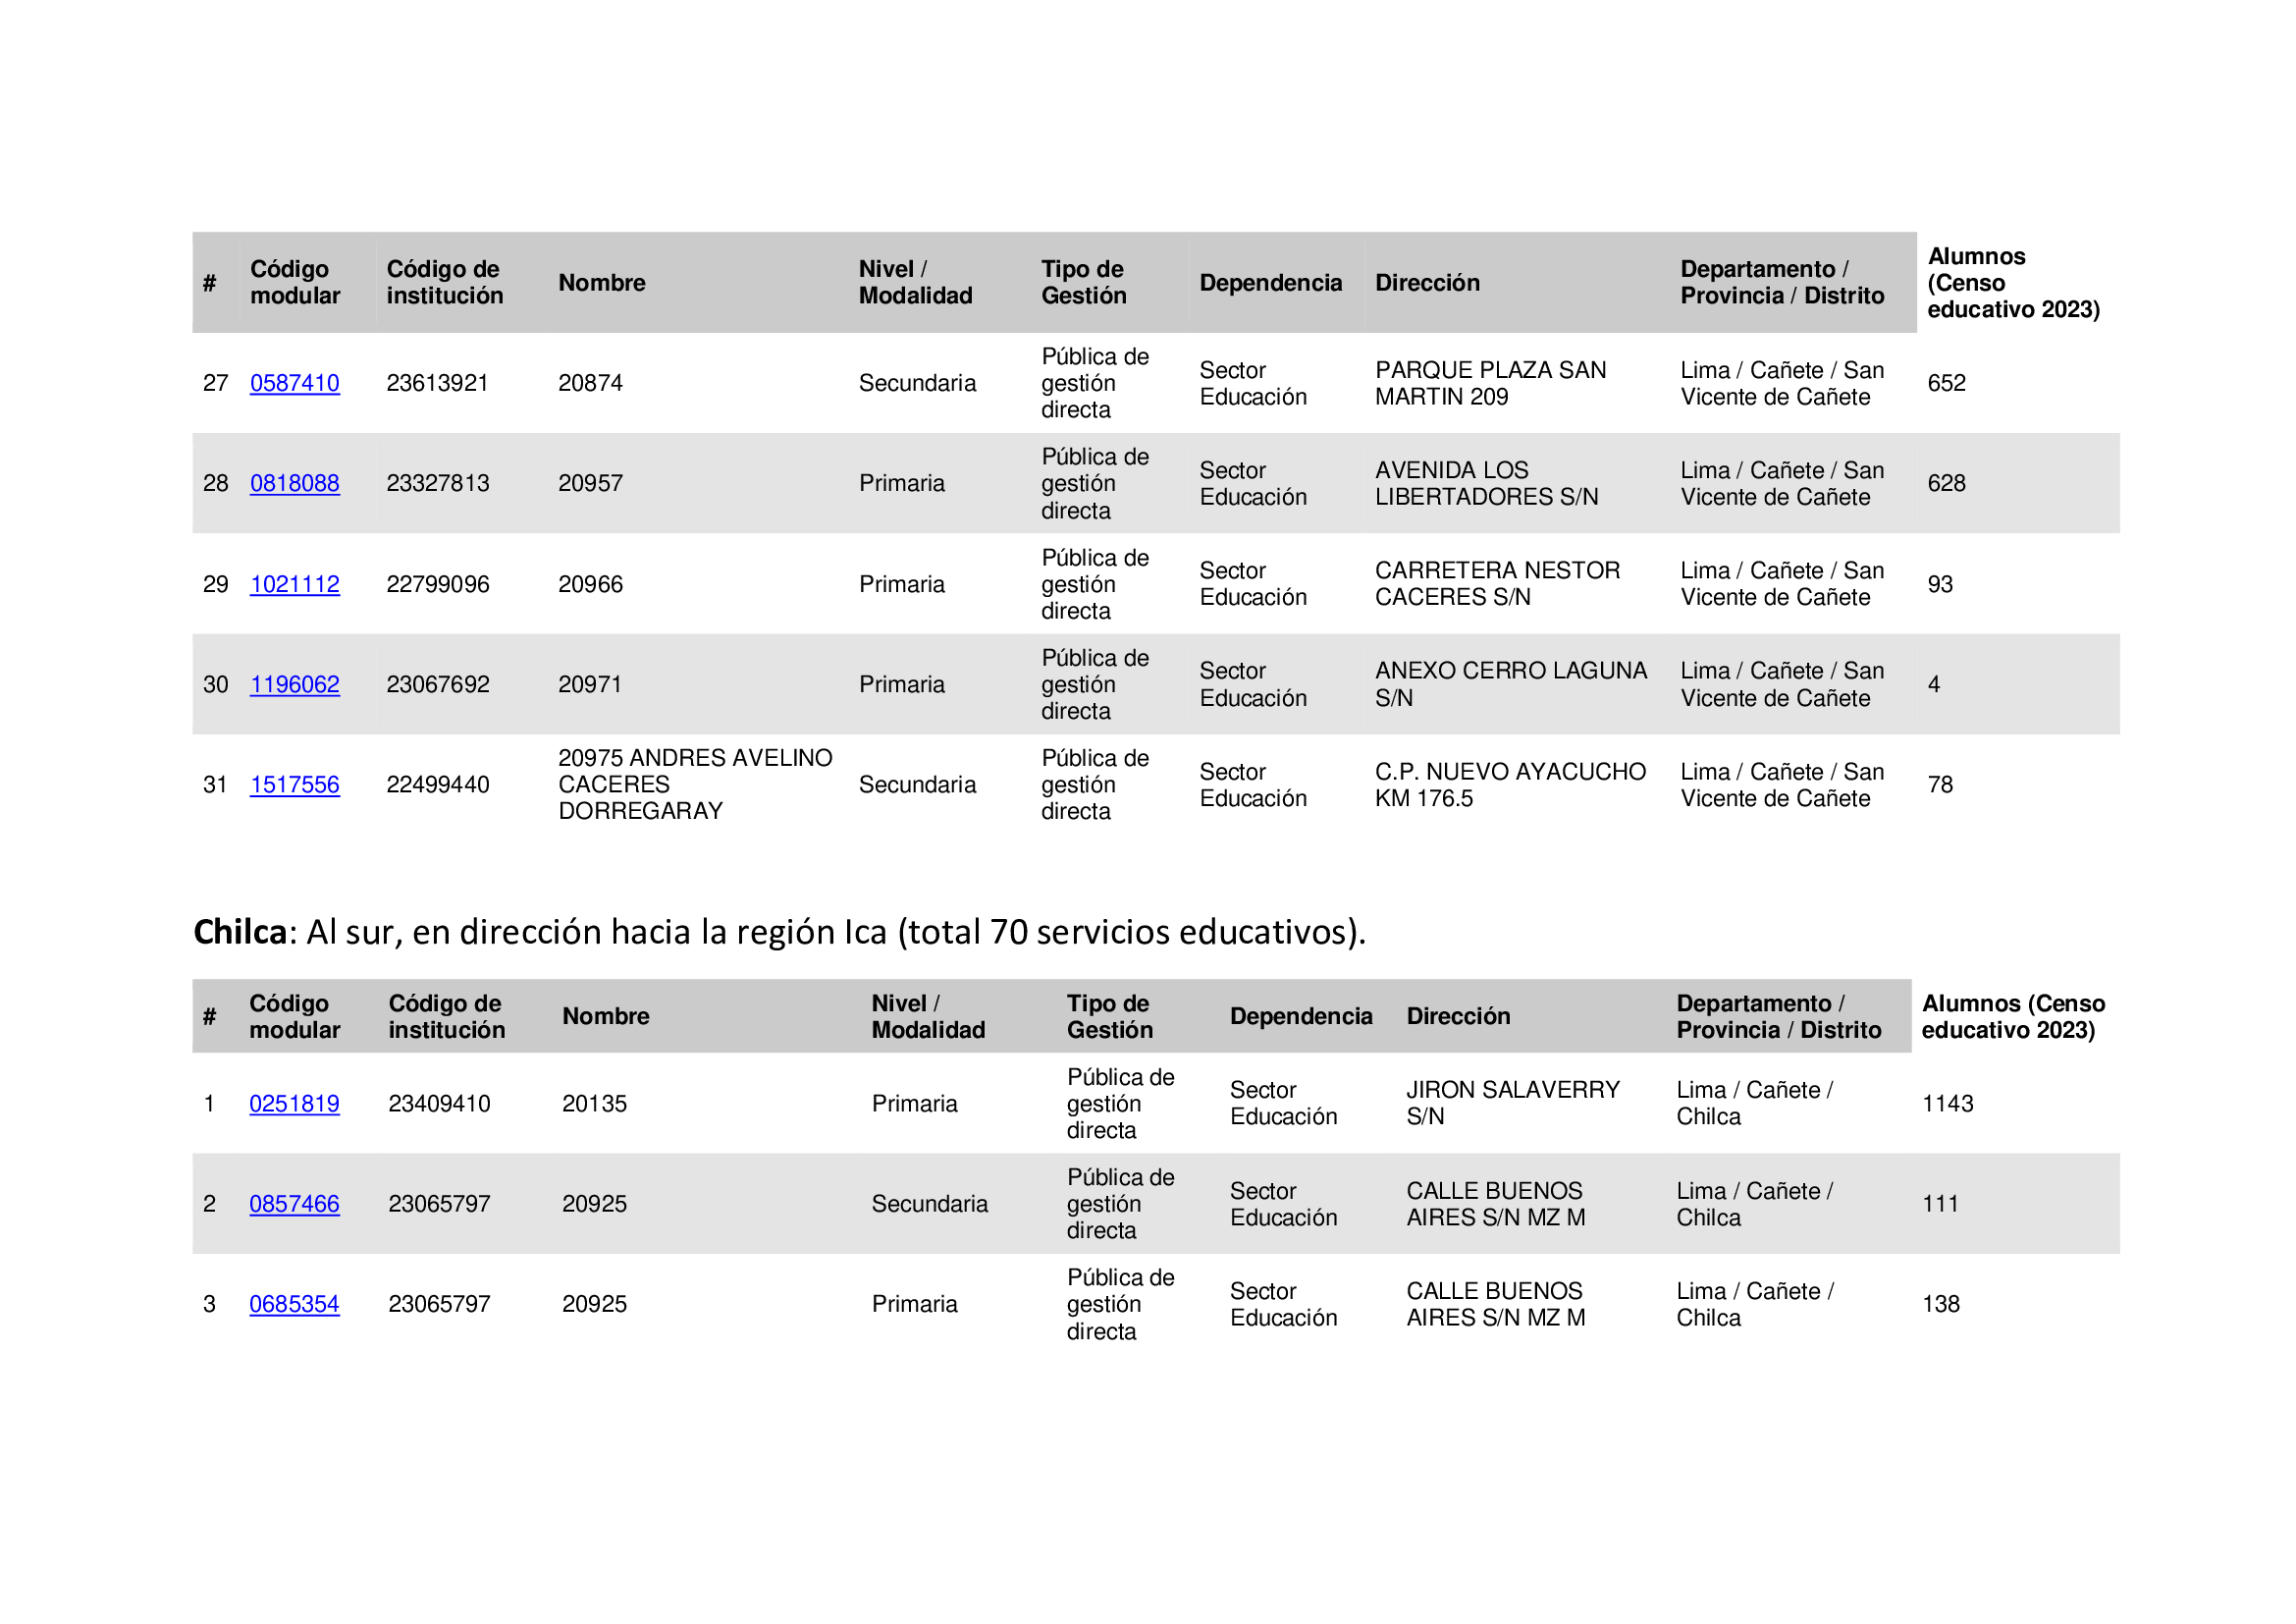 # Código modular Código de institución Nombre Nivel / Modalidad Tipo de Gestión Dependencia Dirección Departamento / Provincia / Distrito Alumnos (Censo educativo 2023)
27 0587410 23613921 20874 Secundaria Pública de gestión directa Sector Educación PARQUE PLAZA SAN MARTIN 209 Lima / Cañete / San Vicente de Cañete 652
28 0818088 23327813 20957 Primaria Pública de gestión directa Sector Educación AVENIDA LOS LIBERTADORES S/N Lima / Cañete / San Vicente de Cañete 628
29 1021112 22799096 20966 Primaria Pública de gestión directa Sector Educación CARRETERA NESTOR CACERES S/N Lima / Cañete / San Vicente de Cañete 93
30 1196062 23067692 20971 Primaria Pública de gestión directa Sector Educación ANEXO CERRO LAGUNA S/N Lima / Cañete / San Vicente de Cañete 4
31 1517556 22499440 20975 ANDRES AVELINO CACERES DORREGARAY Secundaria Pública de gestión directa Sector Educación C.P. NUEVO AYACUCHO KM 176.5 Lima / Cañete / San Vicente de Cañete 78
Chilca: Al sur, en dirección hacia la región Ica (total 70 servicios educativos).
# Código modular Código de institución Nombre Nivel / Modalidad Tipo de Gestión Dependencia Dirección Departamento / Provincia / Distrito Alumnos (Censo educativo 2023)
1 0251819 23409410 20135 Primaria Pública de gestión directa Sector Educación JIRON SALAVERRY S/N Lima / Cañete / Chilca 1143
2 0857466 23065797 20925 Secundaria Pública de gestión directa Sector Educación CALLE BUENOS AIRES S/N MZ M Lima / Cañete / Chilca 111
3 0685354 23065797 20925 Primaria Pública de gestión directa Sector Educación CALLE BUENOS AIRES S/N MZ M Lima / Cañete / Chilca 138